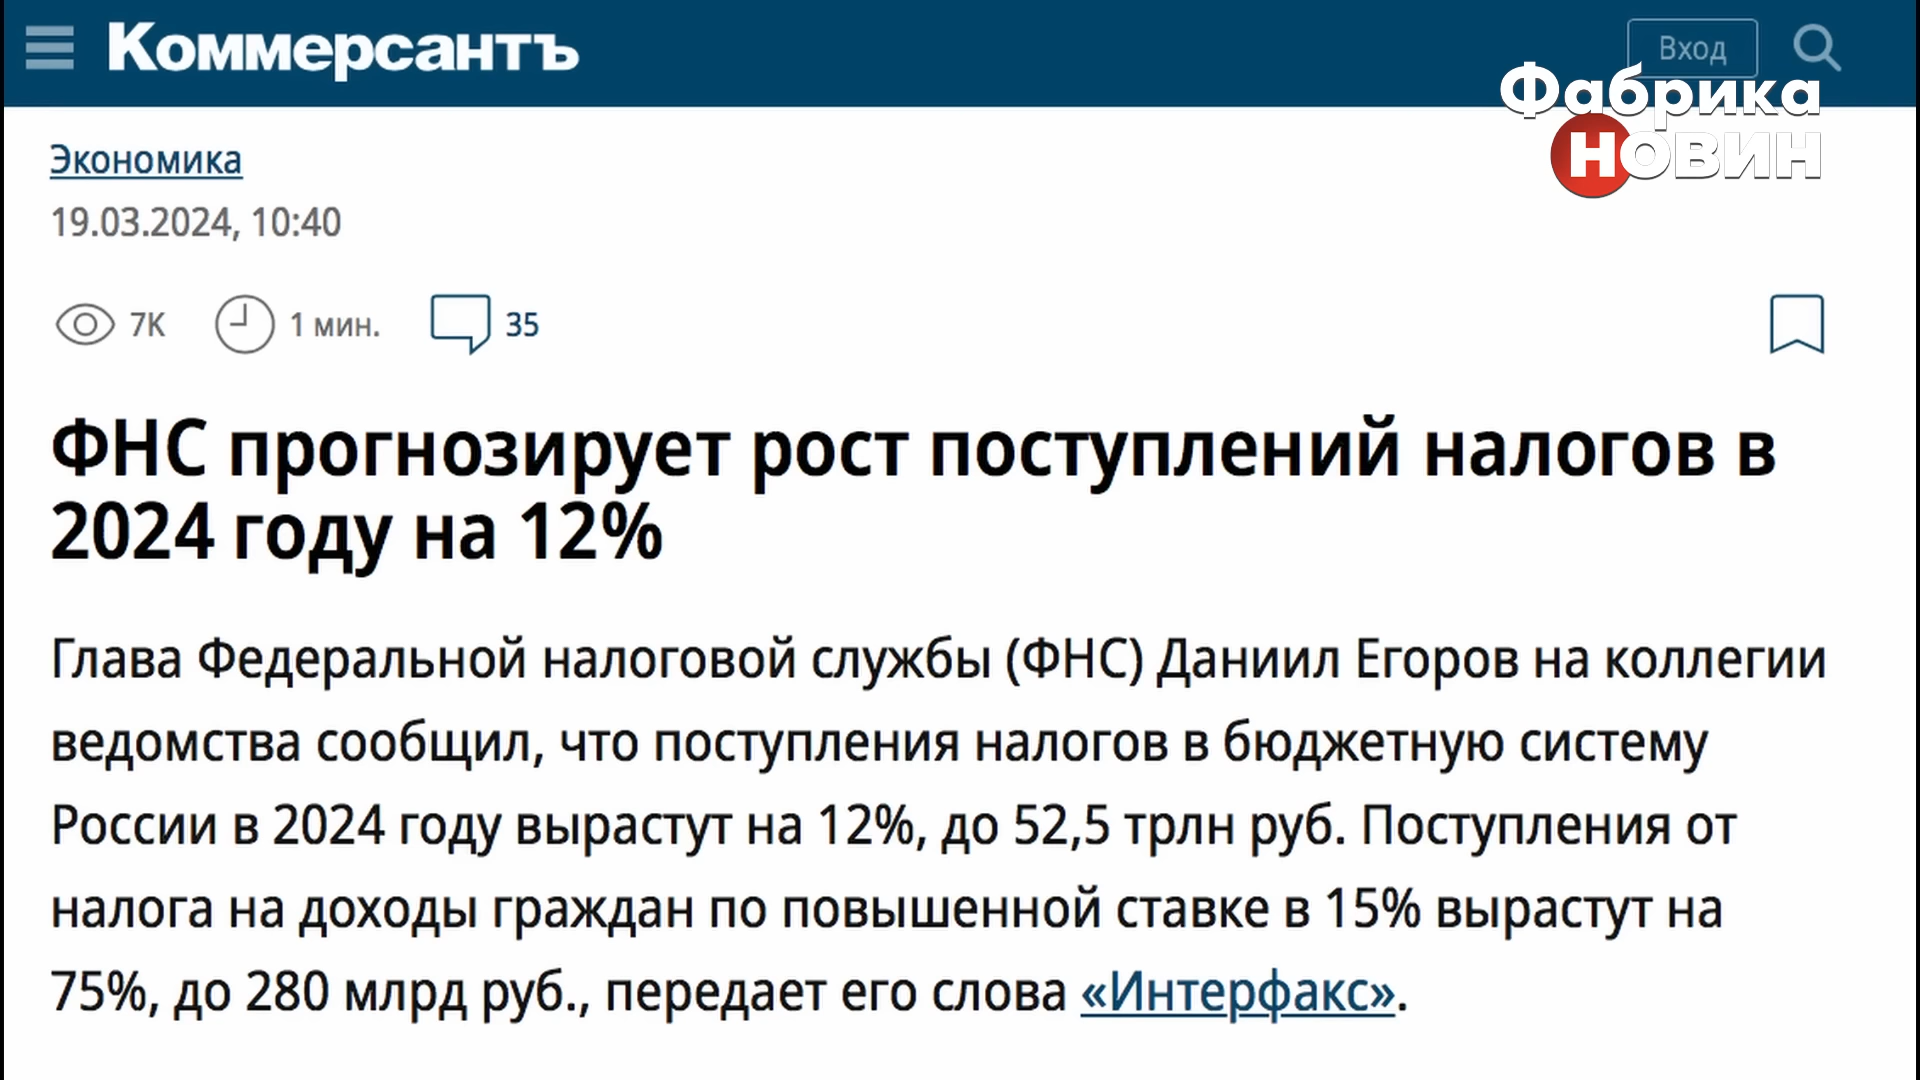 Коммерсантъ
Вход
Фабрика
новин
Экономика
19.03.2024, 10:40
7K
1 мин.
35
ФНС прогнозирует рост поступлений налогов в
2024 году на 12%
Глава Федеральной налоговой службы (ФНС) Даниил Егоров на коллегии
ведомства сообщил, что поступления налогов в бюджетную систему
России в 2024 году вырастут на 12%, до 52,5 трлн руб. Поступления от
налога на доходы граждан по повышенной ставке в 15% вырастут на
75%, до 280 млрд руб., передает его слова «Интерфакс».